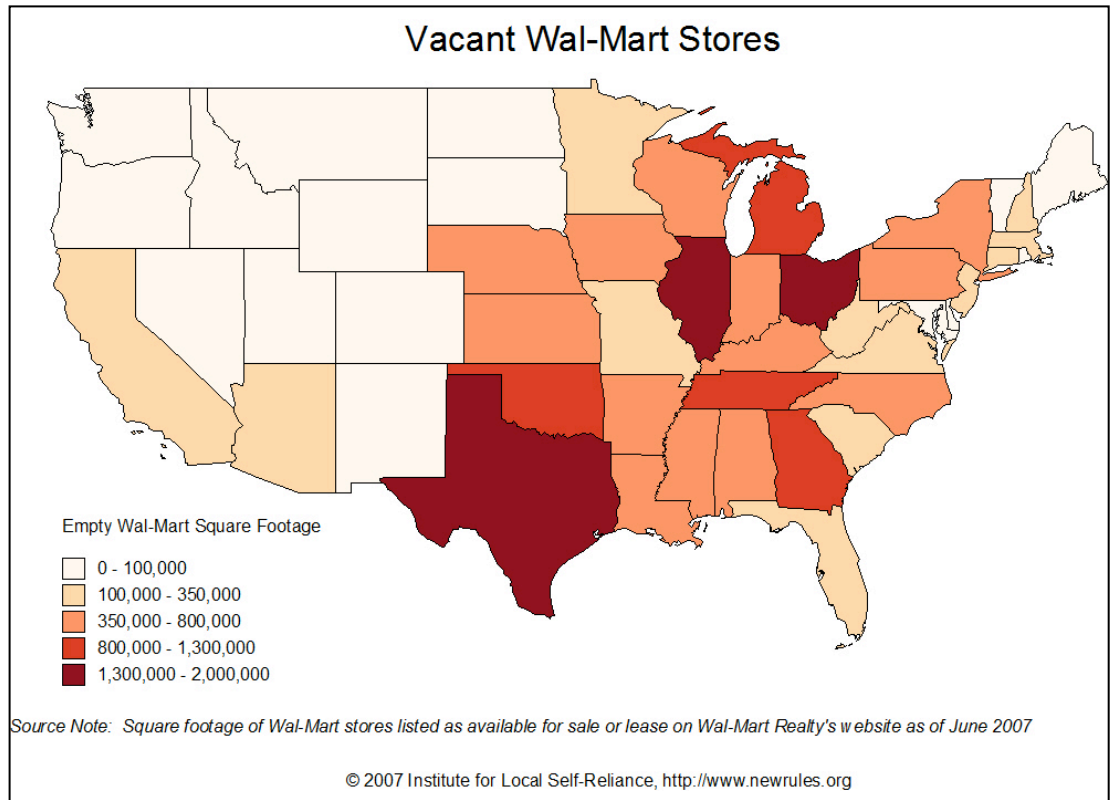 Vacant Wal-Mart Stores
Empty Wal-Mart Square Footage
0 - 100,000
100,000 - 350,000
350,000 - 800,000
800,000 - 1,300,000
1,300,000 - 2,000,000
Source Note: Square footage of Wal-Mart stores listed as available for sale or lease on Wal-Mart Realty's website as of June 2007
© 2007 Institute for Local Self-Reliance, http://www.newrules.org